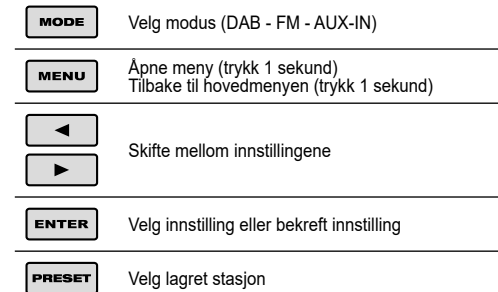 MODE Velg modus (DAB - FM - AUX-IN)
MENU Åpne meny (trykk 1 sekund)
Tilbake til hovedmenyen (trykk 1 sekund)
Skifte mellom innstillingene
ENTER Velg innstilling eller bekreft innstilling
PRESET Velg lagret stasjon